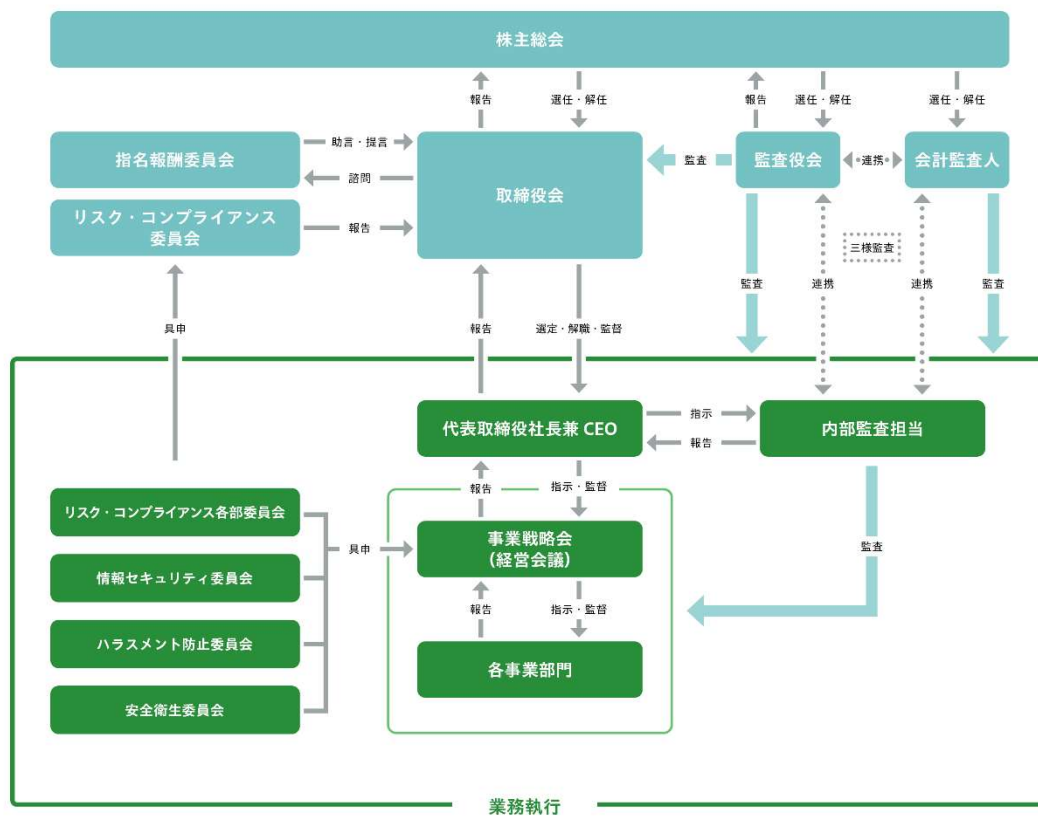 株主総会
報告
選任・解任
報告
選任・解任
選任・解任
指名報酬委員会
助言・提言
諮問
リスク・コンプライアンス
委員会
報告
取締役会
監査
監査役会
連携
会計監査人
三様監査
監査
連携
連携
監査
具申
報告
選定・解職・監督
代表取締役社長兼 CEO
指示
報告
内部監査担当
報告
指示・監督
監査
リスク・コンプライアンス各部委員会
情報セキュリティ委員会
ハラスメント防止委員会
安全衛生委員会
具申
事業戦略会
（経営会議）
報告
指示・監督
各事業部門
業務執行